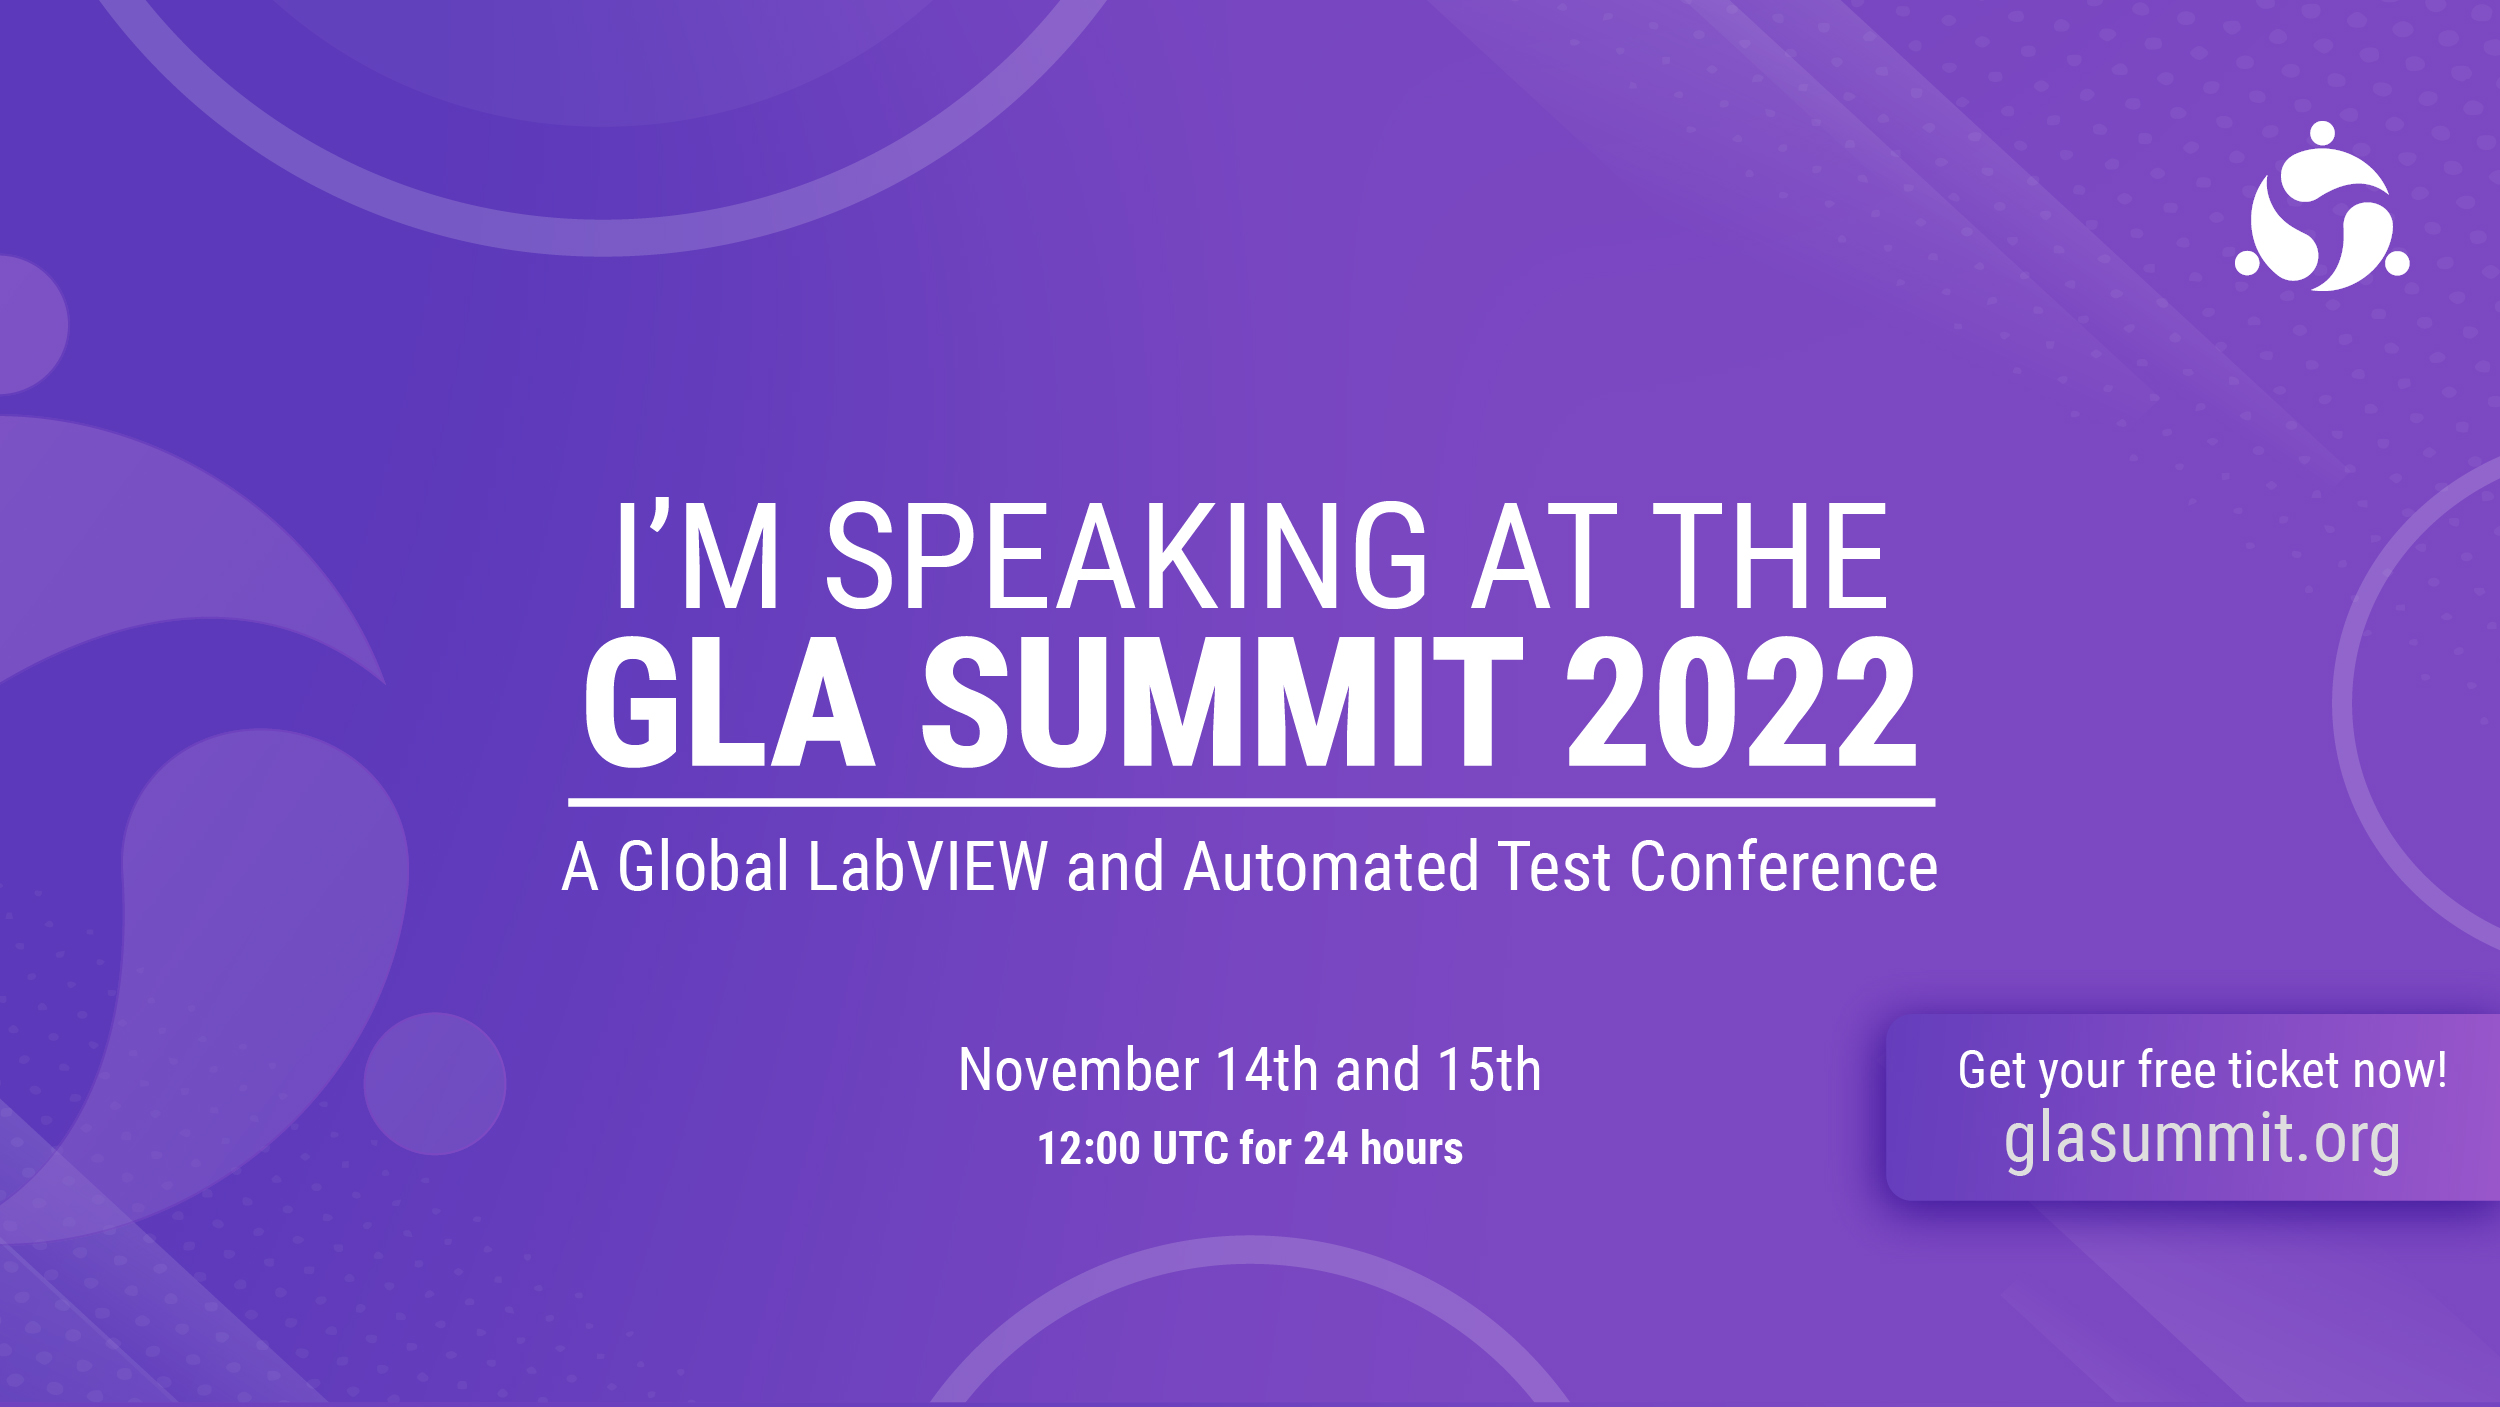 I’M SPEAKING AT THE
GLA SUMMIT 2022
A Global LabVIEW and Automated Test Conference
November 14th and 15th
12:00 UTC for 24 hours
Get your free ticket now!
glasummit.org